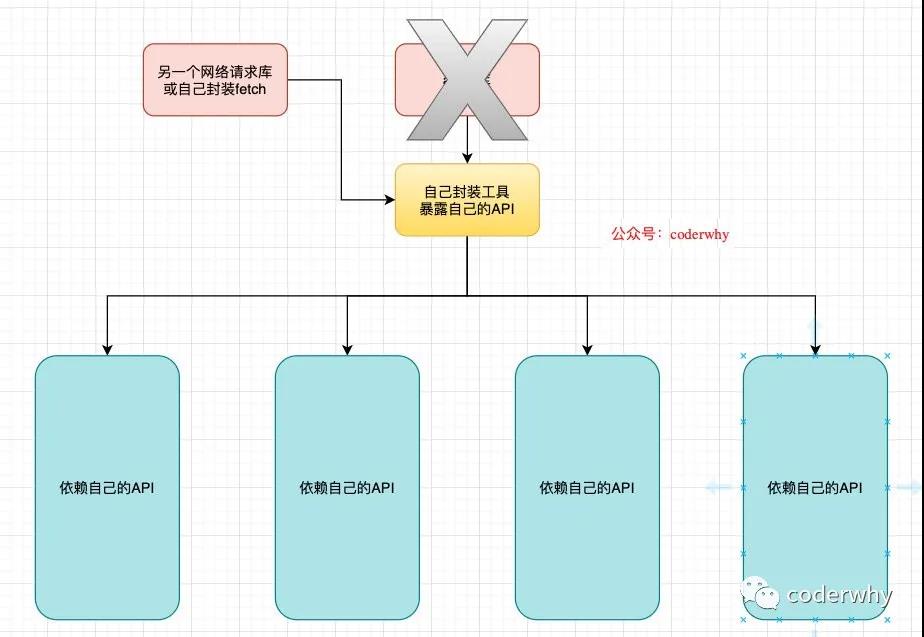 另一个网络请求库
或自己封装fetch
自己封装工具
暴露自己的API
公众号：coderwhy
依赖自己的API
依赖自己的API
依赖自己的API
依赖自己的API
coderwhy